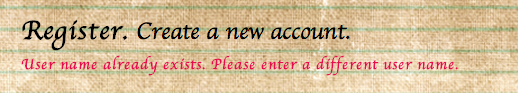 Register. Create a new account.
User name already exists. Please enter a different user name.